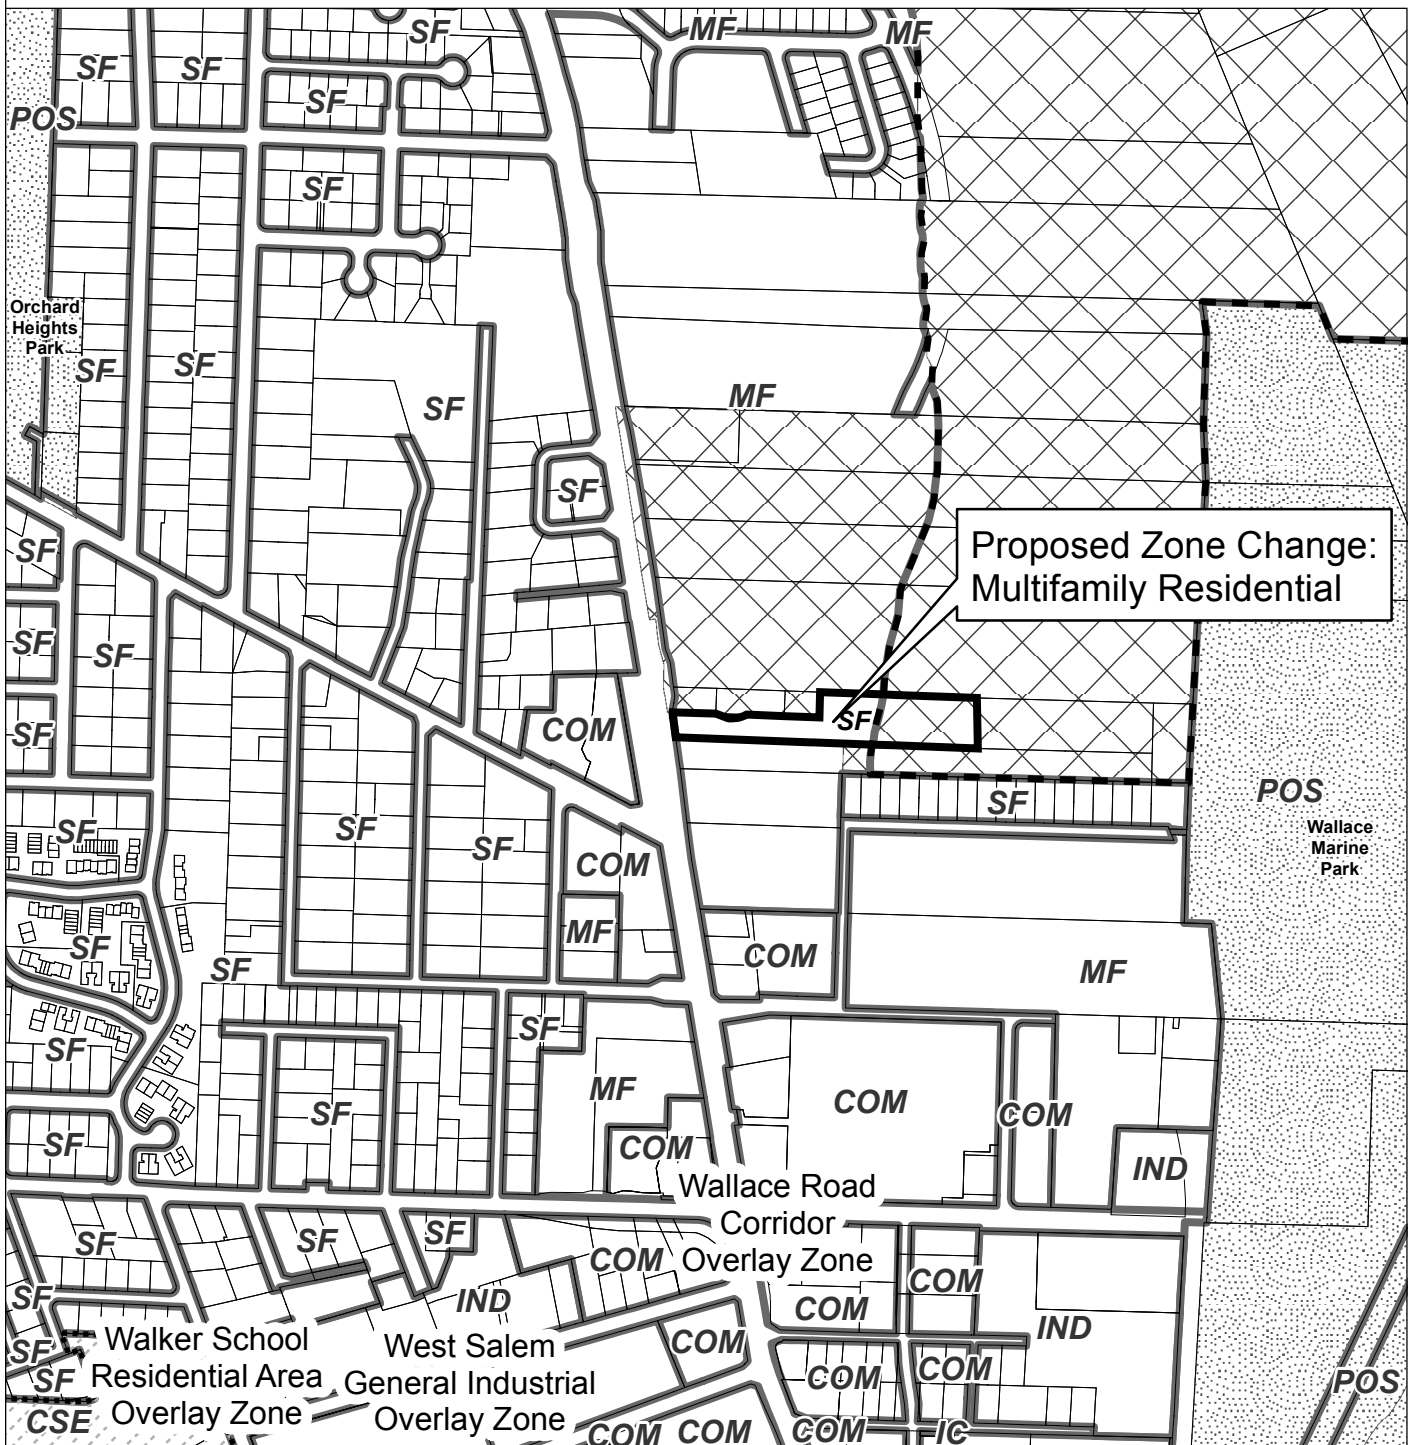 SF
MF
MF
SF
SF
SF
POS
SF
Orchard
Heights
Park
SF
SF
MF
SF
SF
Proposed Zone Change:
Multifamily Residential
SF
SF
SF
SF
COM
SF
POS
SF
SF
SF
SF
Wallace
Marine
Park
COM
MF
SF
COM
SF
MF
SF
SF
MF
COM
COM
SF
SF
COM
IND
Wallace Road
Corridor
Overlay Zone
SF
SF
SF
COM
COM
SF
IND
COM
IND
SF
SF
Walker School
Residential Area
Overlay Zone
West Salem
General Industrial
Overlay Zone
COM
COM
COM
POS
CSE
COM
COM
COM
IC